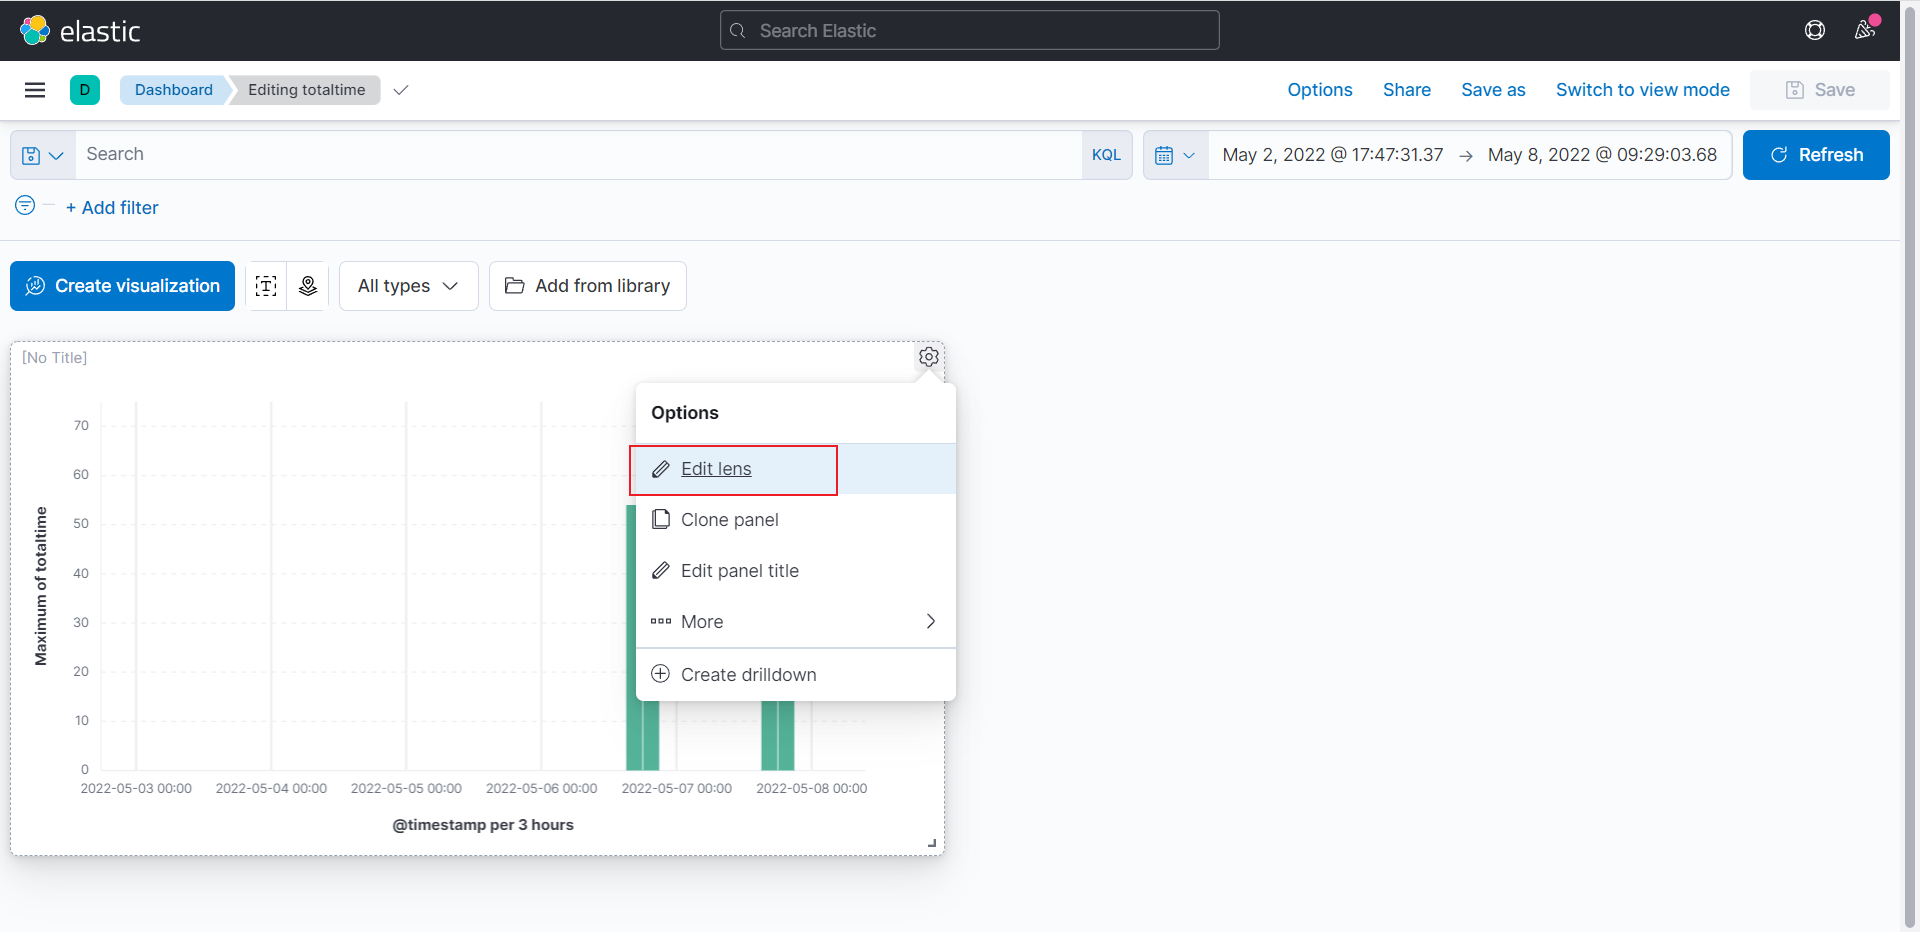 elastic
Search Elastic
D
Dashboard
Editing totaltime
Options
Share
Save as
Switch to view mode
Save
Search
KQL
May 2, 2022 @ 17:47:31.37 → May 8, 2022 @ 09:29:03.68
Refresh
+ Add filter
Create visualization
All types
Add from library
[No Title]
Options
Edit lens
Clone panel
Edit panel title
More
Create drilldown
Maximum of totaltime
70
60
50
40
30
20
10
0
2022-05-03 00:00
2022-05-04 00:00
2022-05-05 00:00
2022-05-06 00:00
2022-05-07 00:00
2022-05-08 00:00
@timestamp per 3 hours